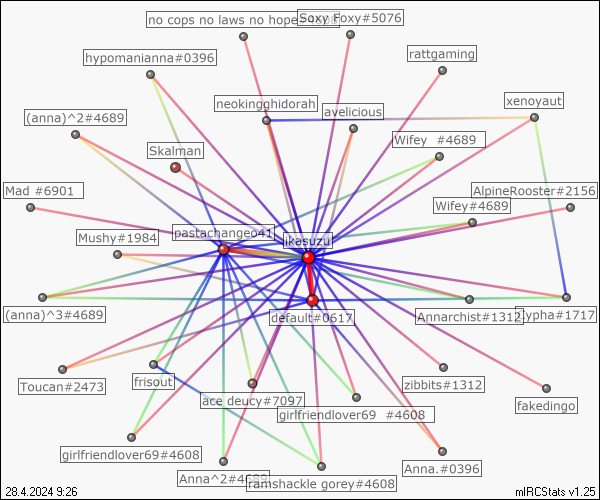 no cops no laws no hope#4608
Soxy Foxy#5076
hypomanianna#0396
rattgaming
neokingghidorah
avelicious
xenoyaut
(anna)^2#4689
Wifey #4689
Skalman
Mad #6901
AlpineRooster#2156
Wifey#4689
Mushy#1984
pastachangeo41
ikesuzu
(anna)^3#4689
default#0617
Annarchist#1312
Toucan#2473
frisout
ace deucy#7097
zibbits#1312
girlfriendlover69 #4608
fakedingo
girlfriendlover69#4608
Anna^2#4689
ramshackle gorey#4608
Anna.#0396
28.4.2024 9:26
mIRCStats v1.25